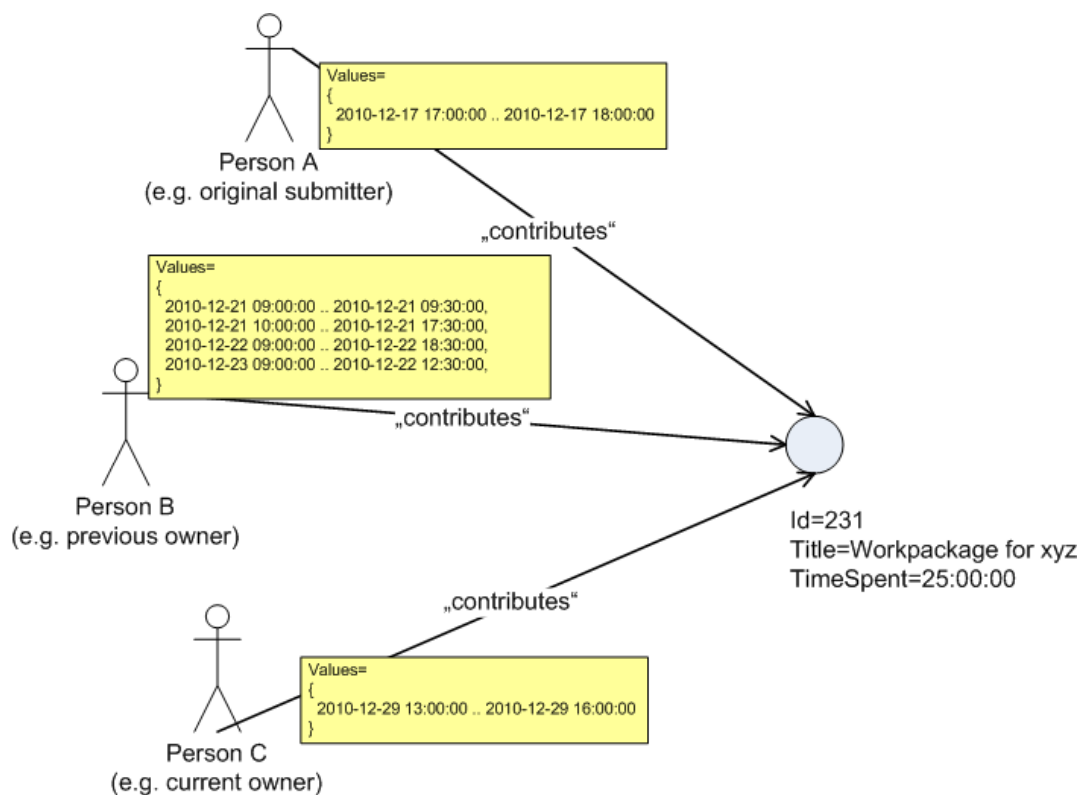 Values=
{
2010-12-17 17:00:00 .. 2010-12-17 18:00:00
}
Person A
(e.g. original submitter)
„contributes“
Values=
{
2010-12-21 09:00:00 .. 2010-12-21 09:30:00,
2010-12-21 10:00:00 .. 2010-12-21 17:30:00,
2010-12-22 09:00:00 .. 2010-12-22 18:30:00,
2010-12-23 09:00:00 .. 2010-12-22 12:30:00,
}
„contributes“
Person B
(e.g. previous owner)
Id=231
Title=Workpackage for xyz
TimeSpent=25:00:00
„contributes“
Values=
{
2010-12-29 13:00:00 .. 2010-12-29 16:00:00
}
Person C
(e.g. current owner)